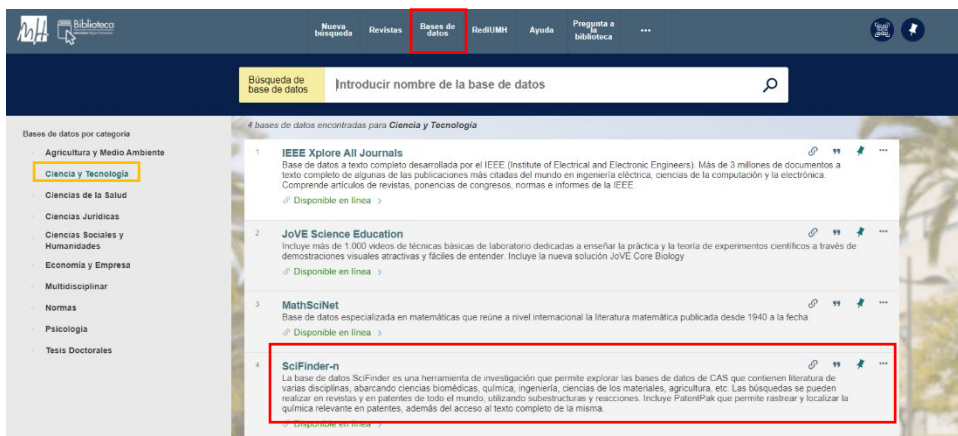 Biblioteca
Nueva búsqueda
Revistas
Bases de datos
RediUMH
Ayuda
Pregunta a la biblioteca
...
Búsqueda de base de datos
Introducir nombre de la base de datos
Bases de datos por categoría
Agricultura y Medio Ambiente
Ciencia y Tecnología
Ciencias de la Salud
Ciencias Jurídicas
Ciencias Sociales y
Humanidades
Economía y Empresa
Multidisciplinar
Normas
Psicología
Tesis Doctorales
4 bases de datos encontradas para Ciencia y Tecnología
1 IEEE Xplore All Journals
Base de datos a texto completo desarrollada por el IEEE (Institute of Electrical and Electronic Engineers). Más de 3 millones de documentos a
texto completo de algunas de las publicaciones más citadas del mundo en ingeniería eléctrica, ciencias de la computación y la electrónica.
Comprende artículos de revistas, ponencias de congresos, normas e informes de la IEEE.
Disponible en línea >
2 JoVE Science Education
Incluye más de 1.000 videos de técnicas básicas de laboratorio dedicadas a enseñar la práctica y la teoría de experimentos científicos a través de
demostraciones visuales atractivas y fáciles de entender. Incluye la nueva solución JoVE Core Biology
Disponible en línea >
3 MathSciNet
Base de datos especializada en matemáticas que reúne a nivel internacional la literatura matemática publicada desde 1940 a la fecha.
Disponible en línea >
4 SciFinder-n
La base de datos SciFinder es una herramienta de investigación que permite explorar las bases de datos de CAS que contienen literatura de
varias disciplinas, abarcando ciencias biomédicas, química, ingeniería, ciencias de los materiales, agricultura, etc. Las búsquedas se pueden
realizar en revistas y en patentes de todo el mundo, utilizando subestructuras y reacciones. Incluye PatentPak que permite rastrear y localizar la
química relevante en patentes, además del acceso al texto completo de la misma.
Disponible en línea >